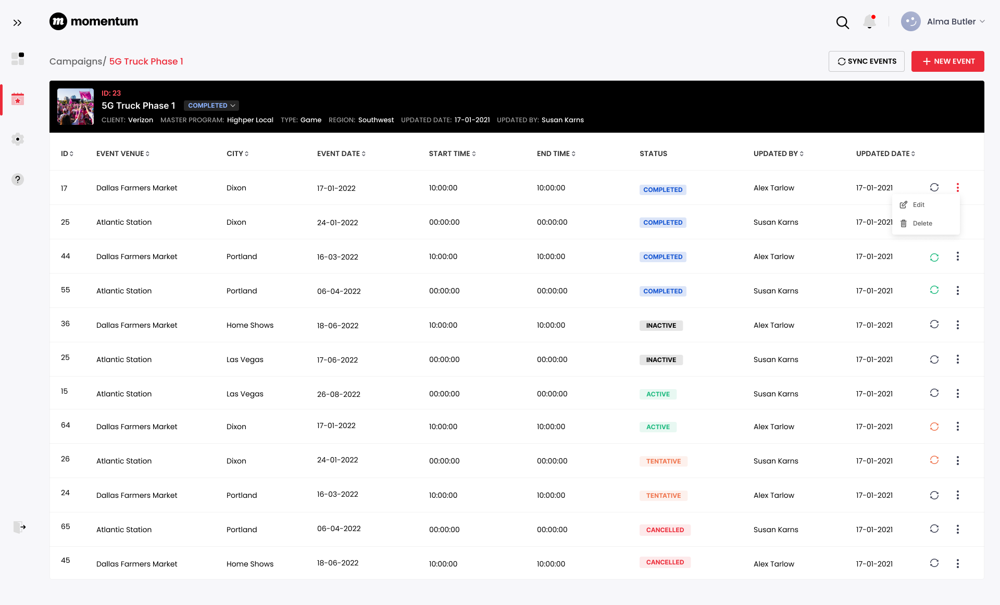 momentum
Alma Butler
Campaigns/ 5G Truck Phase 1
SYNC EVENTS
NEW EVENT
ID: 23
5G Truck Phase 1 COMPLETED
CLIENT: Verizon MASTER PROGRAM: Highper Local TYPE: Game REGION: Southwest UPDATED DATE: 17-01-2021 UPDATED BY: Susan Karns
ID EVENT VENUE CITY EVENT DATE START TIME END TIME STATUS UPDATED BY UPDATED DATE
17 Dallas Farmers Market Dixon 17-01-2022 10:00:00 10:00:00 COMPLETED Alex Tarlow 17-01-2021
Edit
25 Atlantic Station Dixon 24-01-2022 00:00:00 00:00:00 COMPLETED Susan Karns 17-01-2021
Delete
44 Dallas Farmers Market Portland 16-03-2022 10:00:00 10:00:00 COMPLETED Alex Tarlow 17-01-2021
55 Atlantic Station Portland 06-04-2022 00:00:00 00:00:00 COMPLETED Susan Karns 17-01-2021
36 Dallas Farmers Market Home Shows 18-06-2022 10:00:00 10:00:00 INACTIVE Alex Tarlow 17-01-2021
25 Atlantic Station Las Vegas 17-06-2022 00:00:00 00:00:00 INACTIVE Susan Karns 17-01-2021
15 Atlantic Station Las Vegas 26-08-2022 00:00:00 00:00:00 ACTIVE Susan Karns 17-01-2021
64 Dallas Farmers Market Dixon 17-01-2022 10:00:00 10:00:00 ACTIVE Alex Tarlow 17-01-2021
26 Atlantic Station Dixon 24-01-2022 00:00:00 00:00:00 TENTATIVE Susan Karns 17-01-2021
24 Dallas Farmers Market Portland 16-03-2022 10:00:00 10:00:00 TENTATIVE Alex Tarlow 17-01-2021
65 Atlantic Station Portland 06-04-2022 00:00:00 00:00:00 CANCELLED Susan Karns 17-01-2021
45 Dallas Farmers Market Home Shows 18-06-2022 10:00:00 10:00:00 CANCELLED Alex Tarlow 17-01-2021